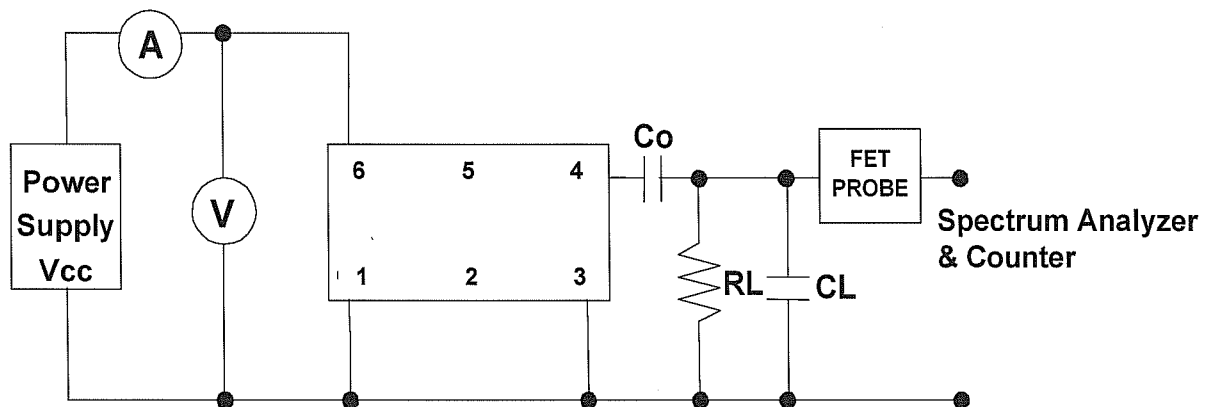 A
Power
Supply
Vcc
V
6 5 4
1 2 3
Co
RL
CL
FET
PROBE
Spectrum Analyzer
& Counter